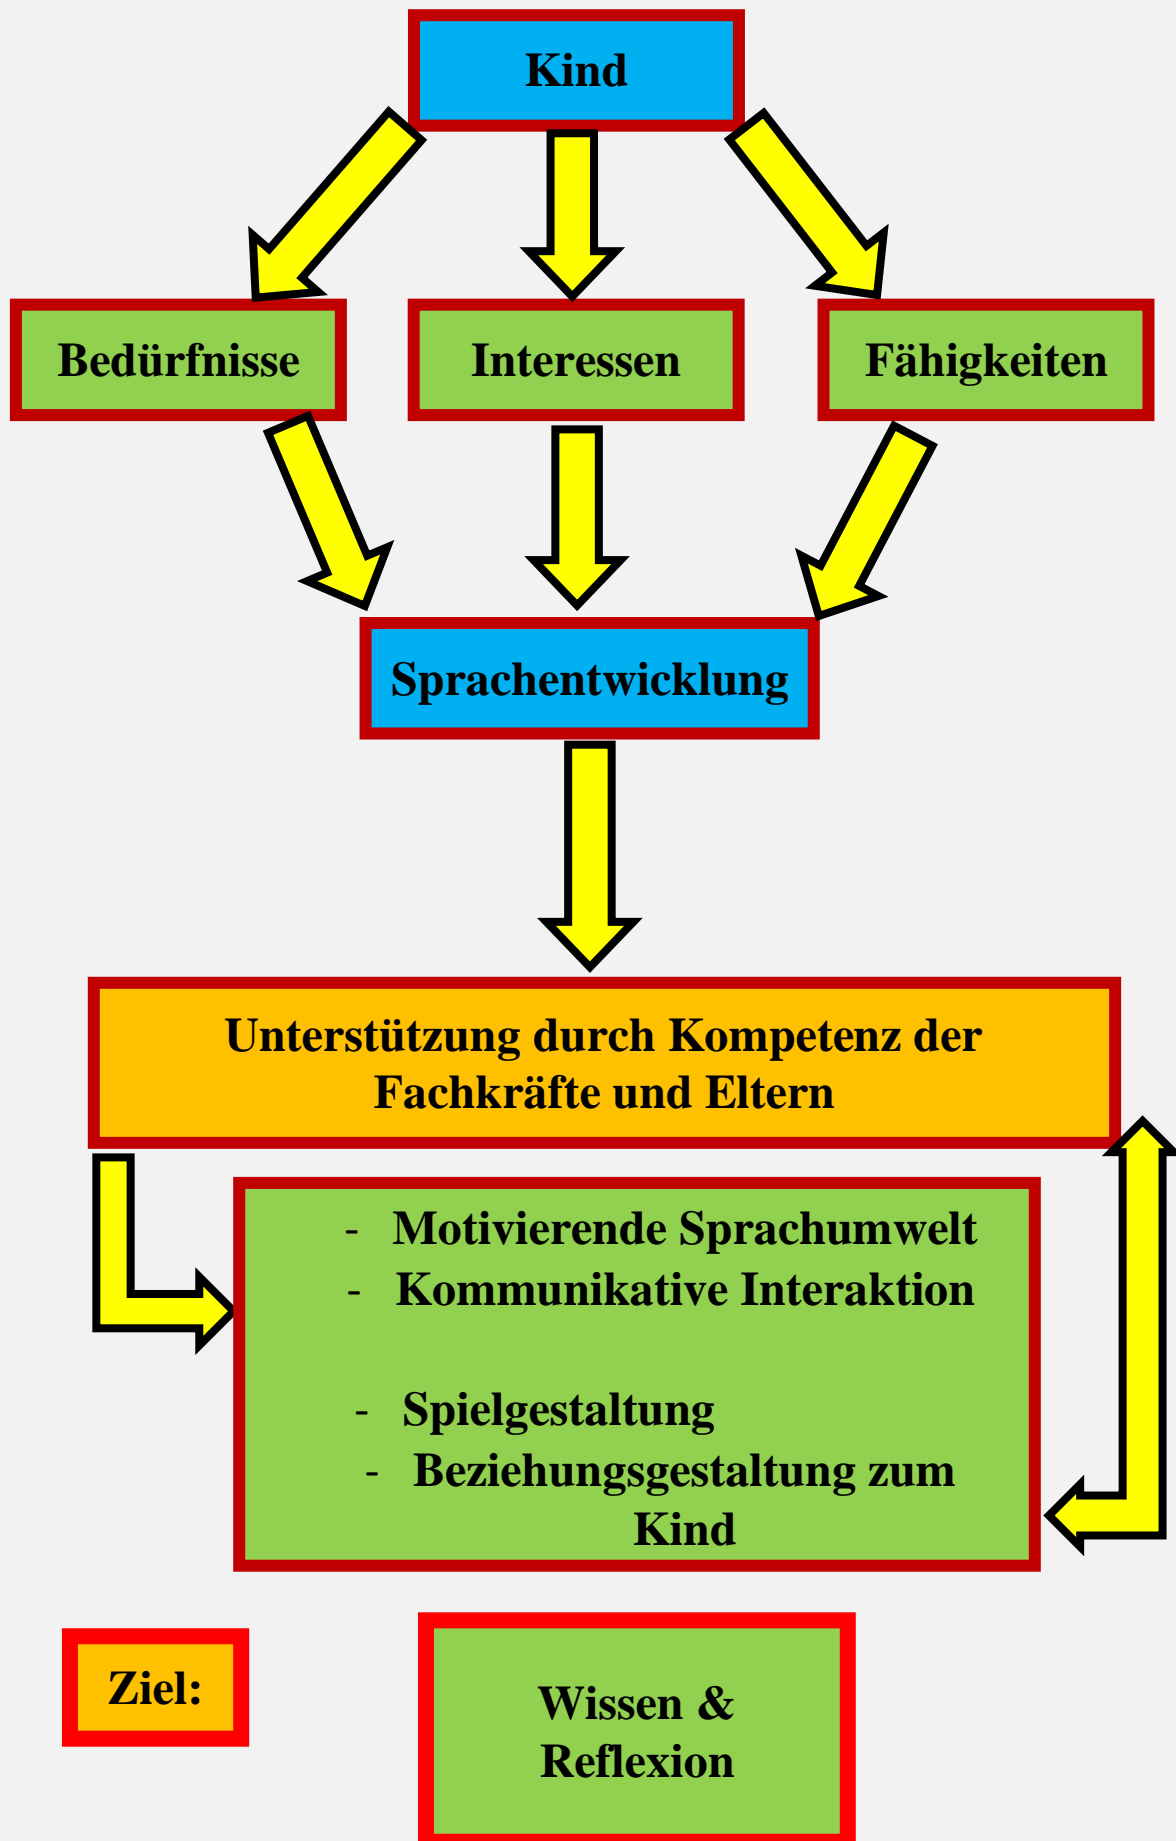 Kind
Bedürfnisse
Interessen
Fähigkeiten
Sprachentwicklung
Unterstützung durch Kompetenz der
Fachkräfte und Eltern
- Motivierende Sprachumwelt
- Kommunikative Interaktion
- Spielgestaltung
- Beziehungsgestaltung zum
Kind
Ziel:
Wissen &
Reflexion